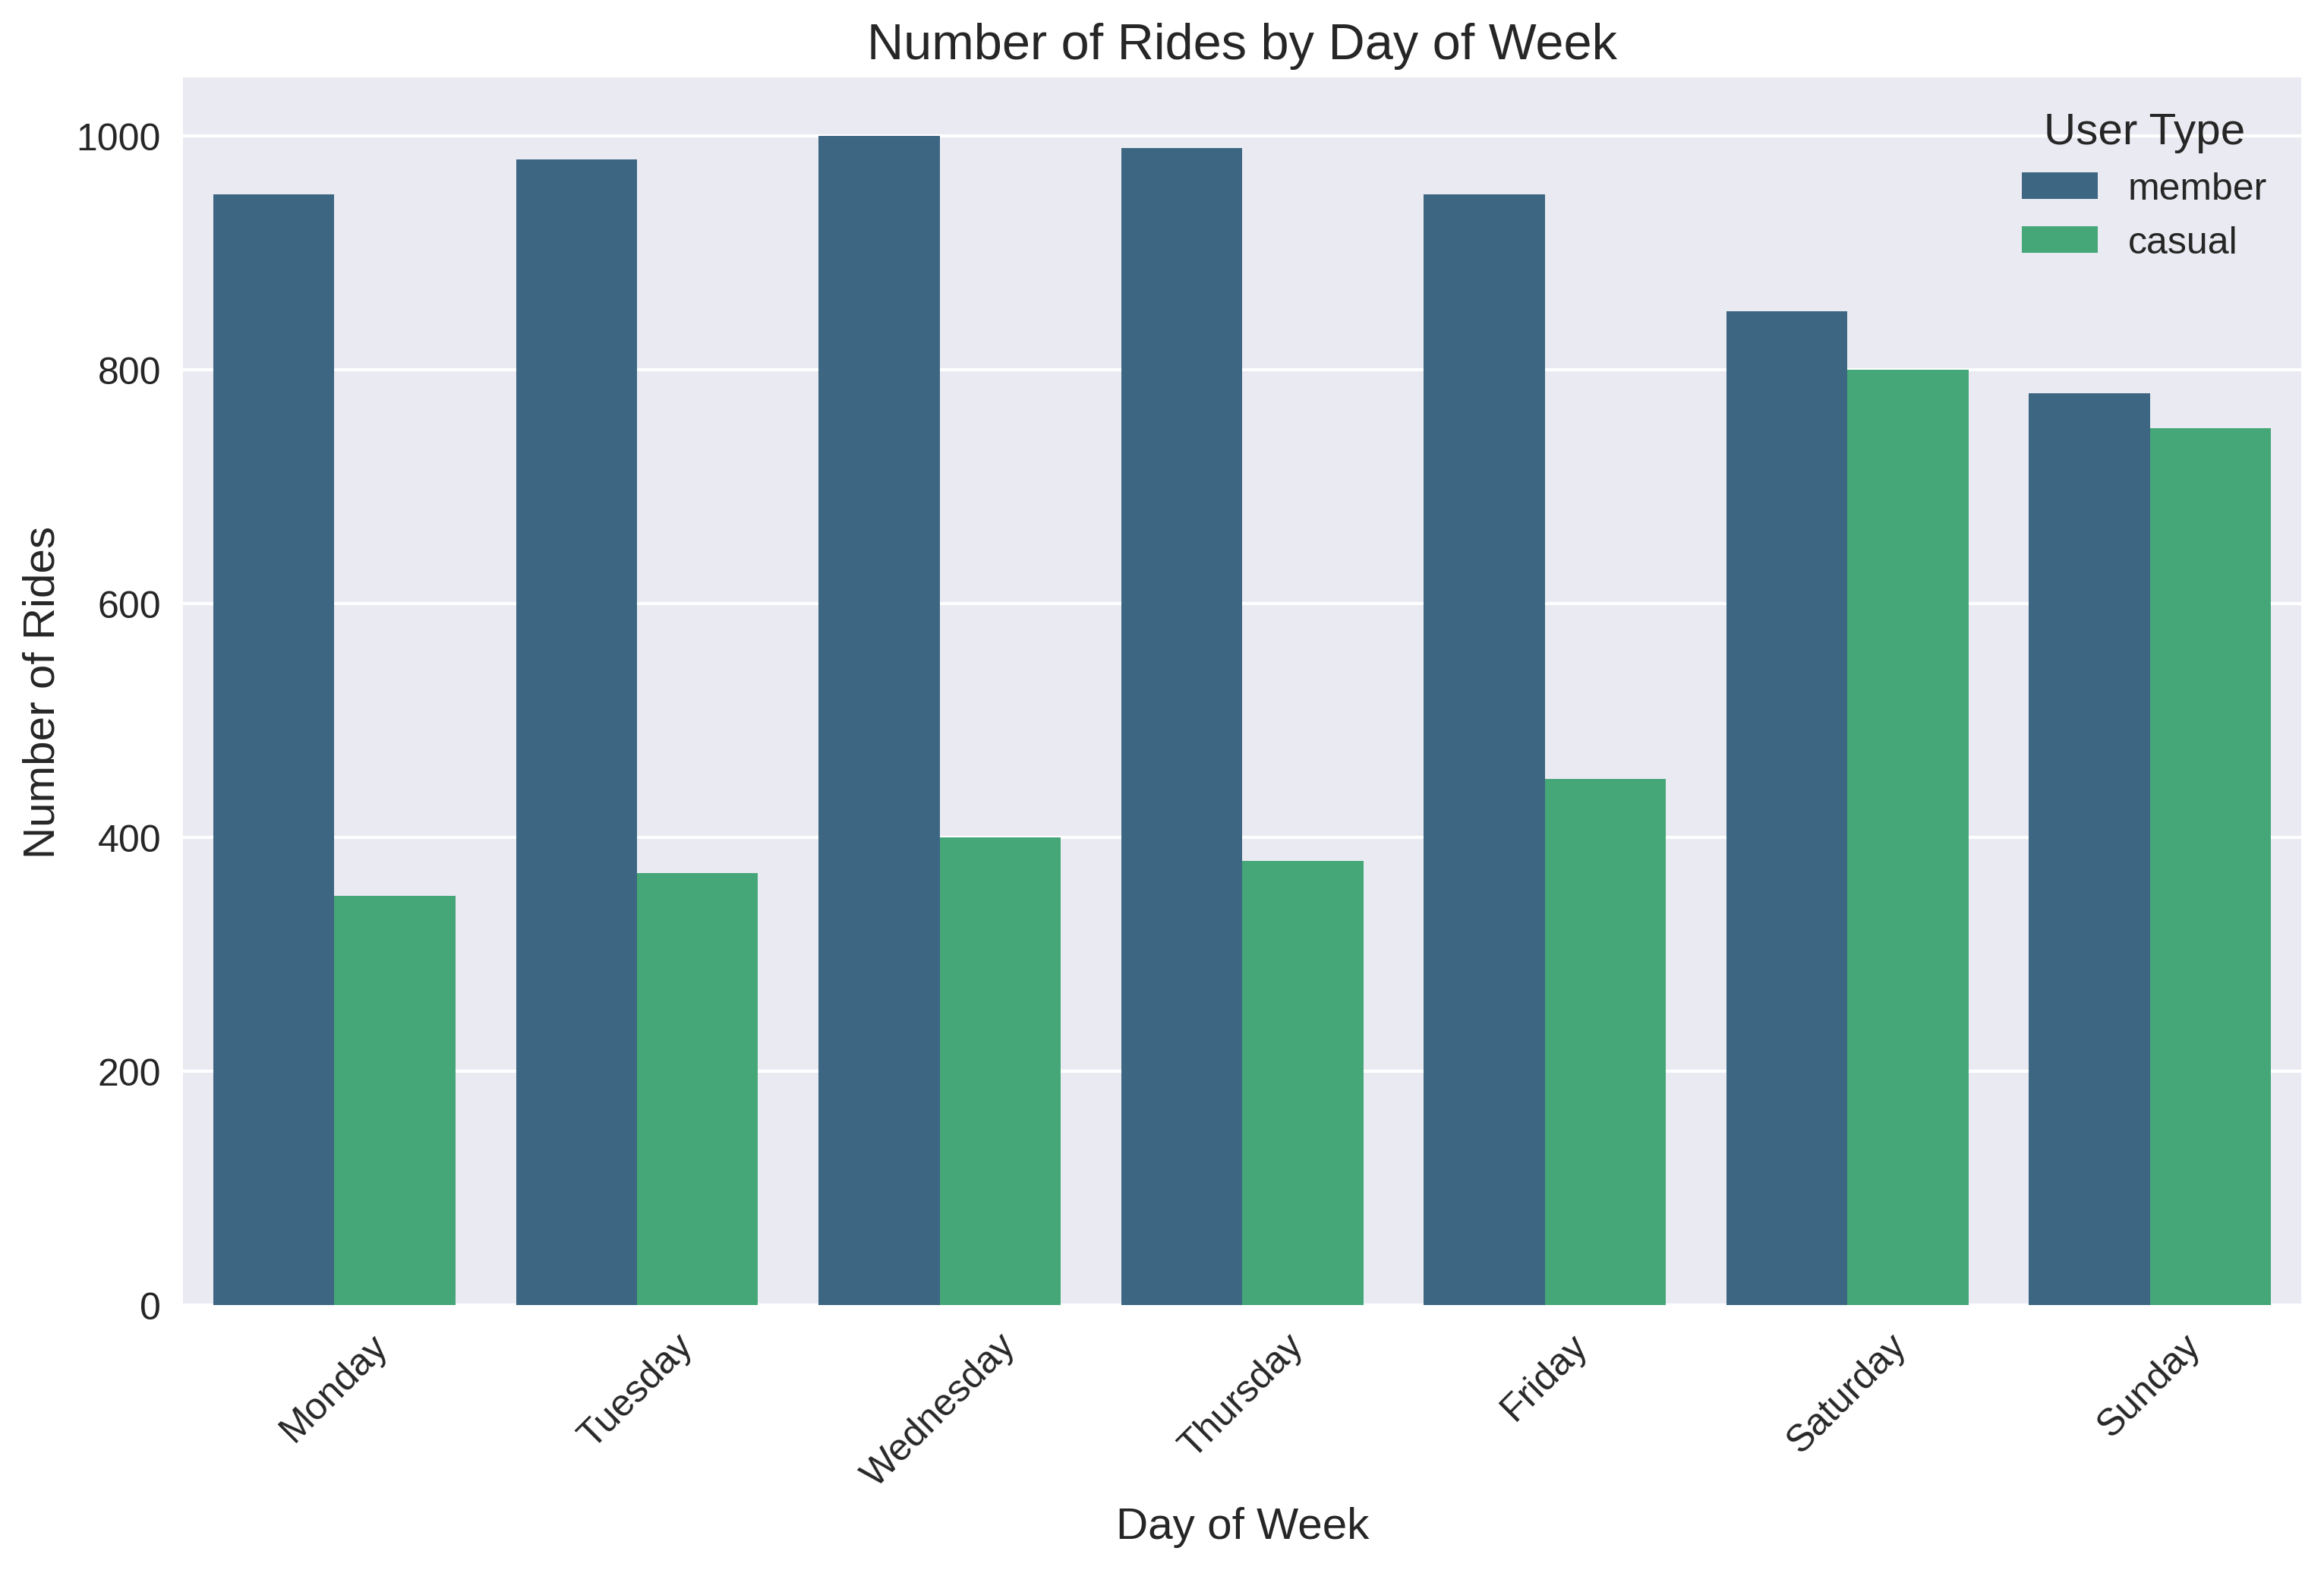 Number of Rides by Day of Week
User Type
member
casual
Number of Rides
1000
800
600
400
200
0
Monday
Tuesday
Wednesday
Thursday
Friday
Saturday
Sunday
Day of Week